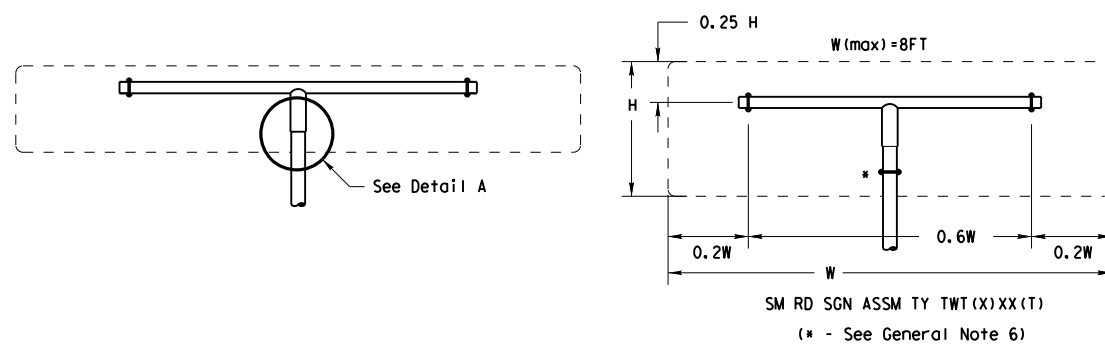 0.25 H
W(max)=8FT
H
*
See Detail A
0.2W
0.6W
0.2W
W
SM RD SGN ASSM TY TWT(X)XX(T)
(* - See General Note 6)